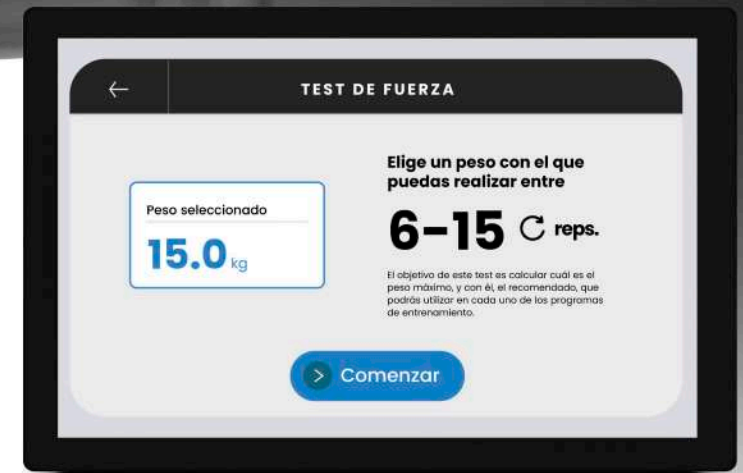 TEST DE FUERZA
Elige un peso con el que
puedas realizar entre
6-15 reps.
El objetivo de este test es calcular cuál es el
peso máximo, y con él, el recomendado, que
podrás utilizar en cada uno de los programas
de entrenamiento.
Peso seleccionado
15.0 kg
Comenzar